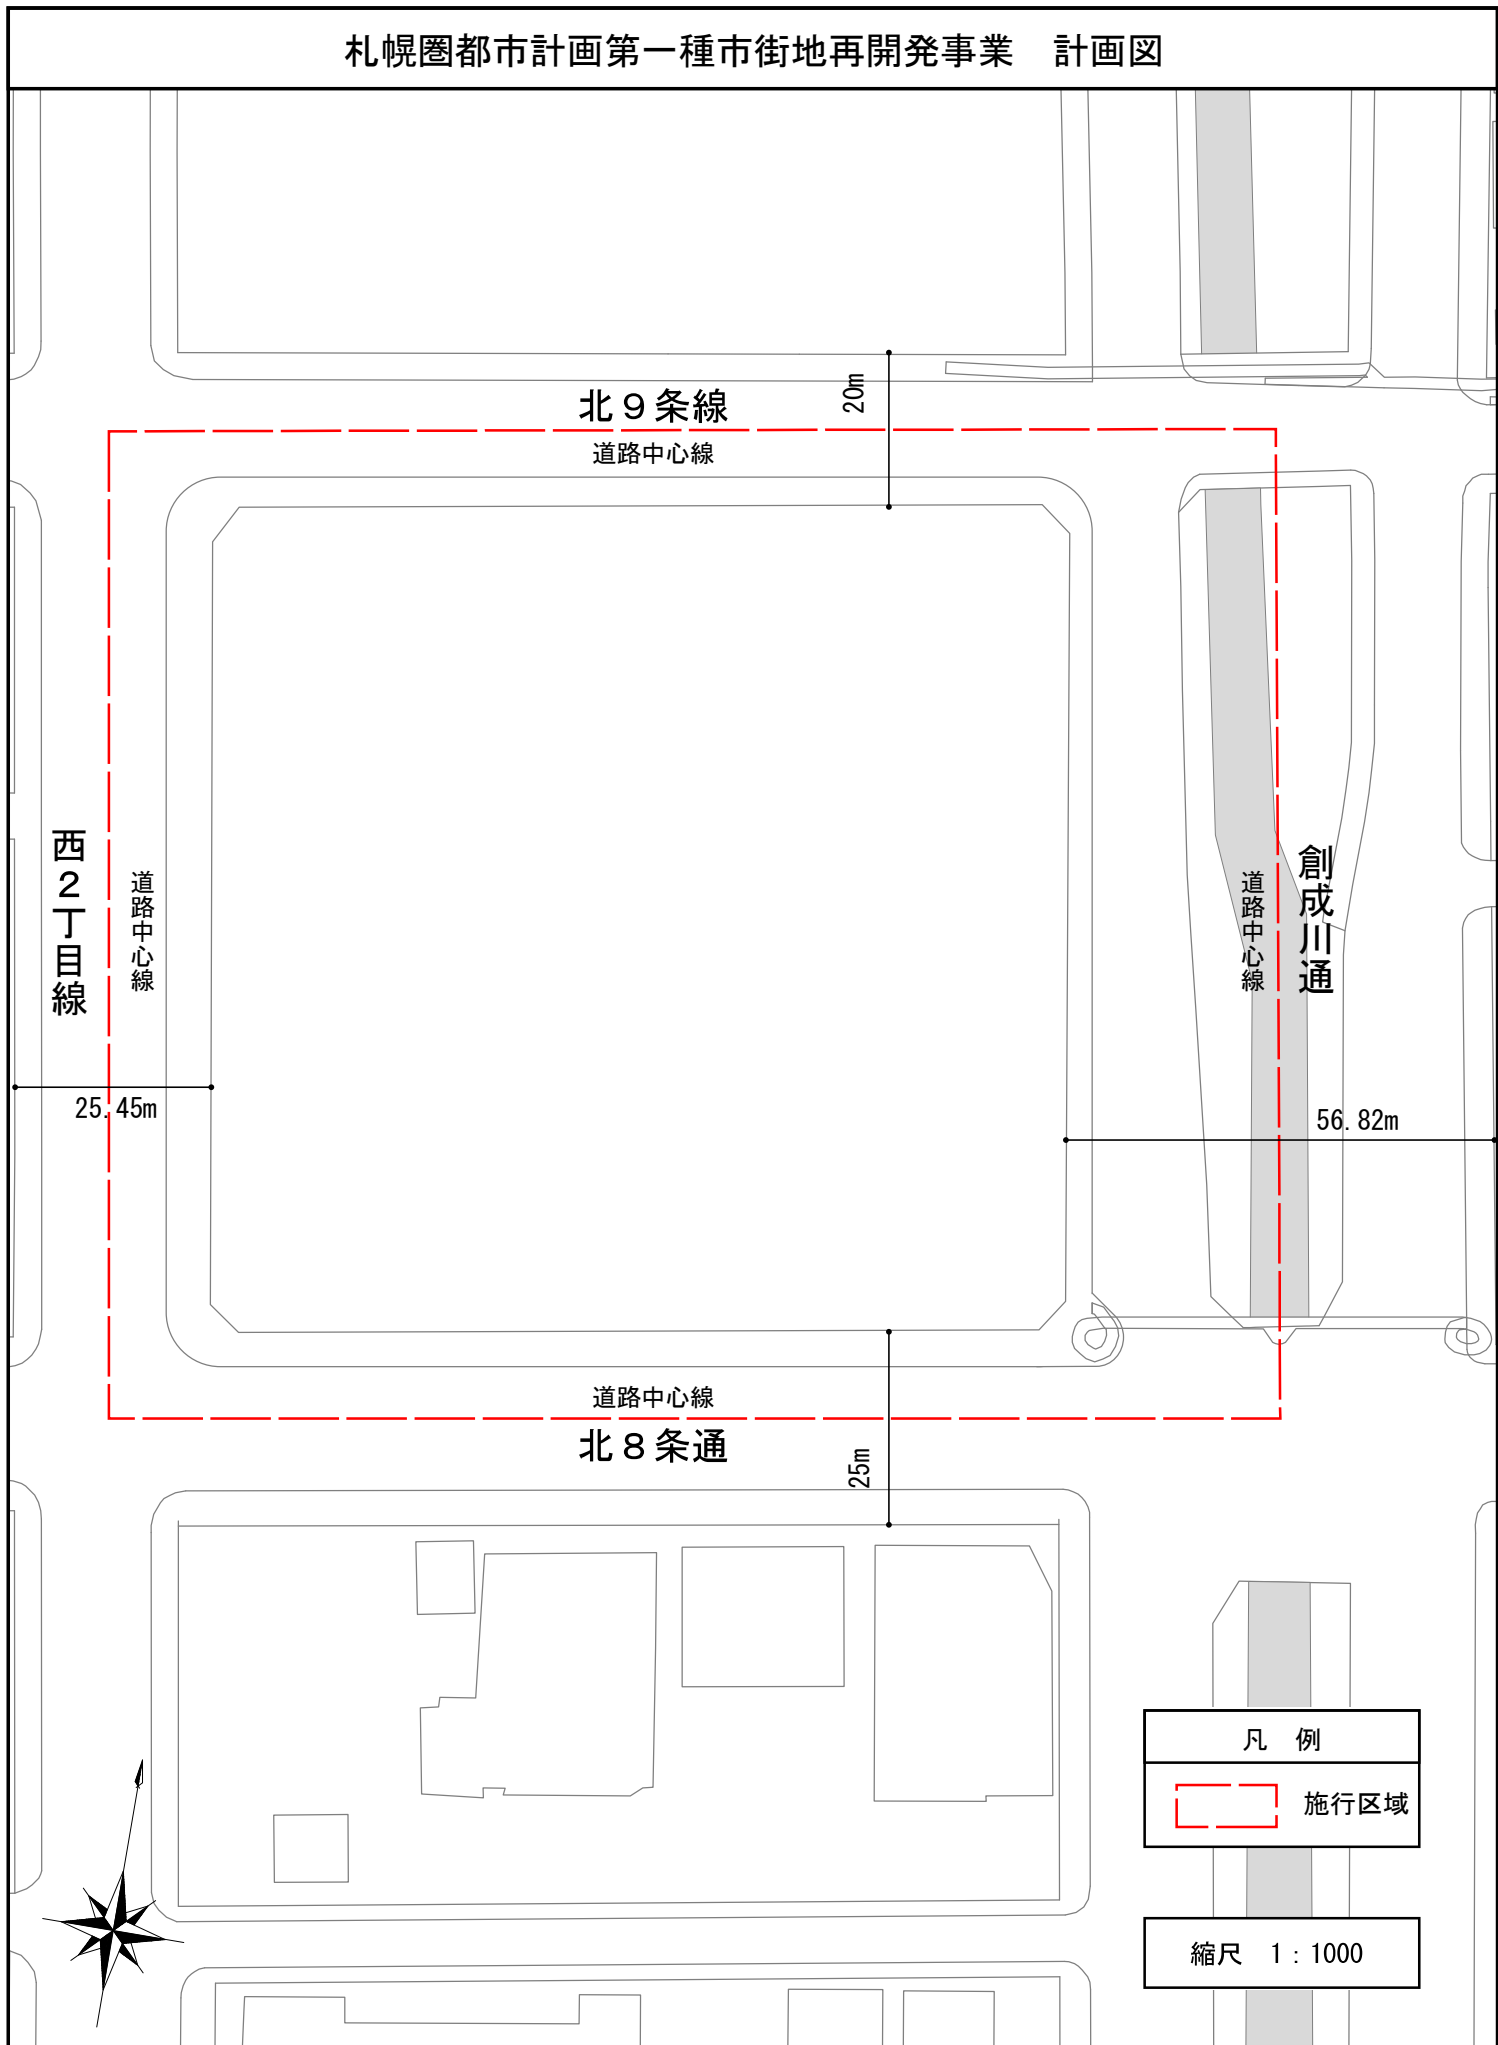 札幌圏都市計画第一種市街地再開発事業　計画図
20m
北９条線
道路中心線
西２丁目線
道路中心線
道路中心線
創成川通
25.45m
56.82m
道路中心線
北８条通
25m
凡　例
施行区域
縮尺　1：1000